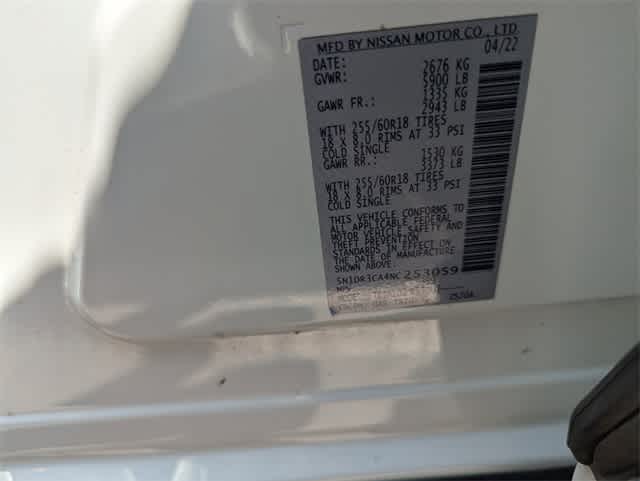 MFD BY NISSAN MOTOR CO., LTD
DATE: 04/22
GVWR: 2676 KG
5900 LB
GAWR FR.: 1335 KG
2943 LB
WITH 255/60R18 TIRES
18 X 8.0 RIMS AT 33 PSI
COLD SINGLE
GAWR RR.: 1530 KG
3373 LB
WITH 255/60R18 TIRES
18 X 8.0 RIMS AT 33 PSI
COLD SINGLE
THIS VEHICLE CONFORMS TO
ALL APPLICABLE FEDERAL
MOTOR VEHICLE SAFETY AND
THEFT PREVENTION
STANDARDS IN EFFECT ON
THE DATE OF MANUFACTURE
SHOWN ABOVE.
5N1DR3CA4NC253059